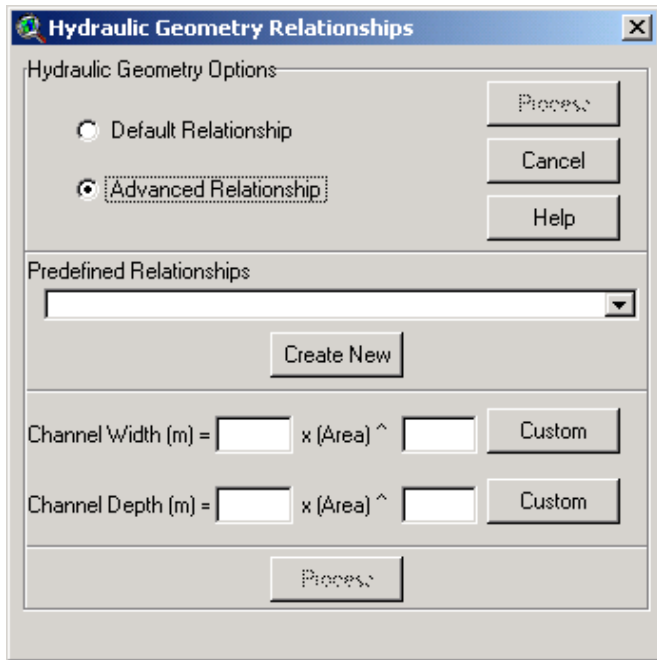 Hydraulic Geometry Relationships
Hydraulic Geometry Options
Process
Default Relationship
Cancel
Advanced Relationship
Help
Predefined Relationships
Create New
Channel Width (m) = x (Area) ^ Custom
Channel Depth (m) = x (Area) ^ Custom
Process